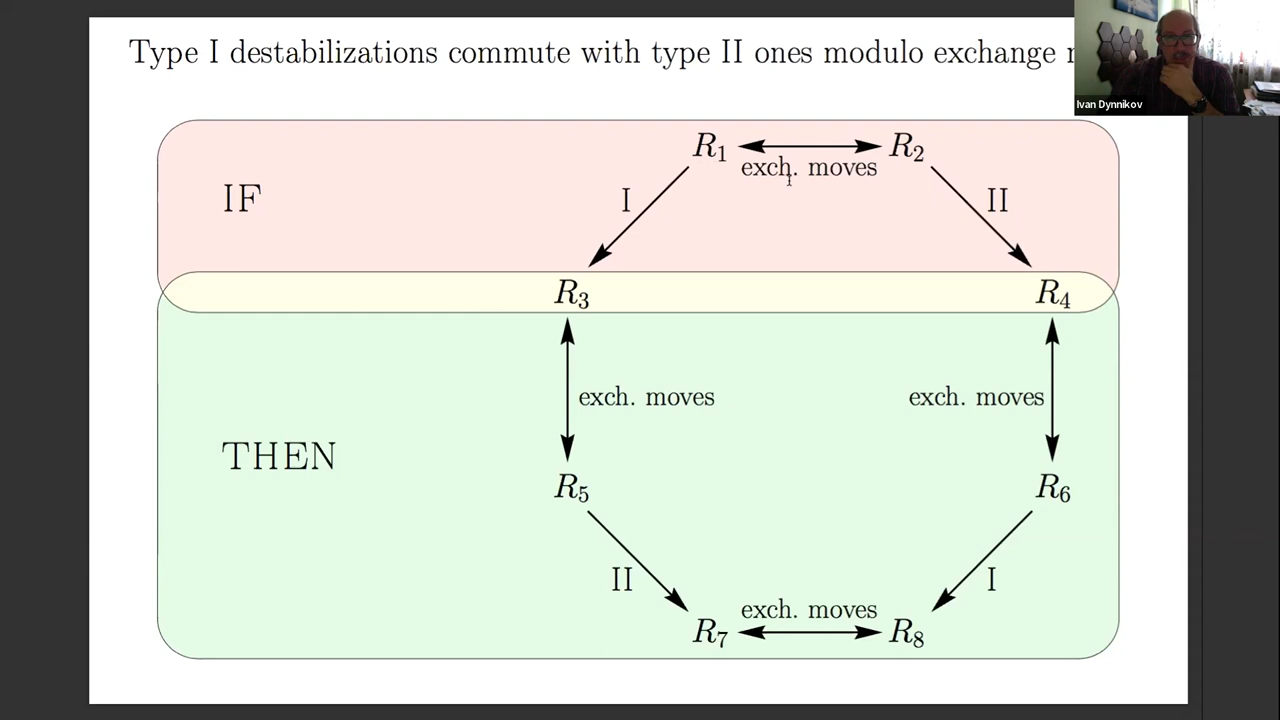 Type I destabilizations commute with type II ones modulo exchange
Ivan Dynnikov
R1 R2
exch. moves
IF
I II
R3 R4
exch. moves exch. moves
THEN
R5 R6
II I
exch. moves
R7 R8